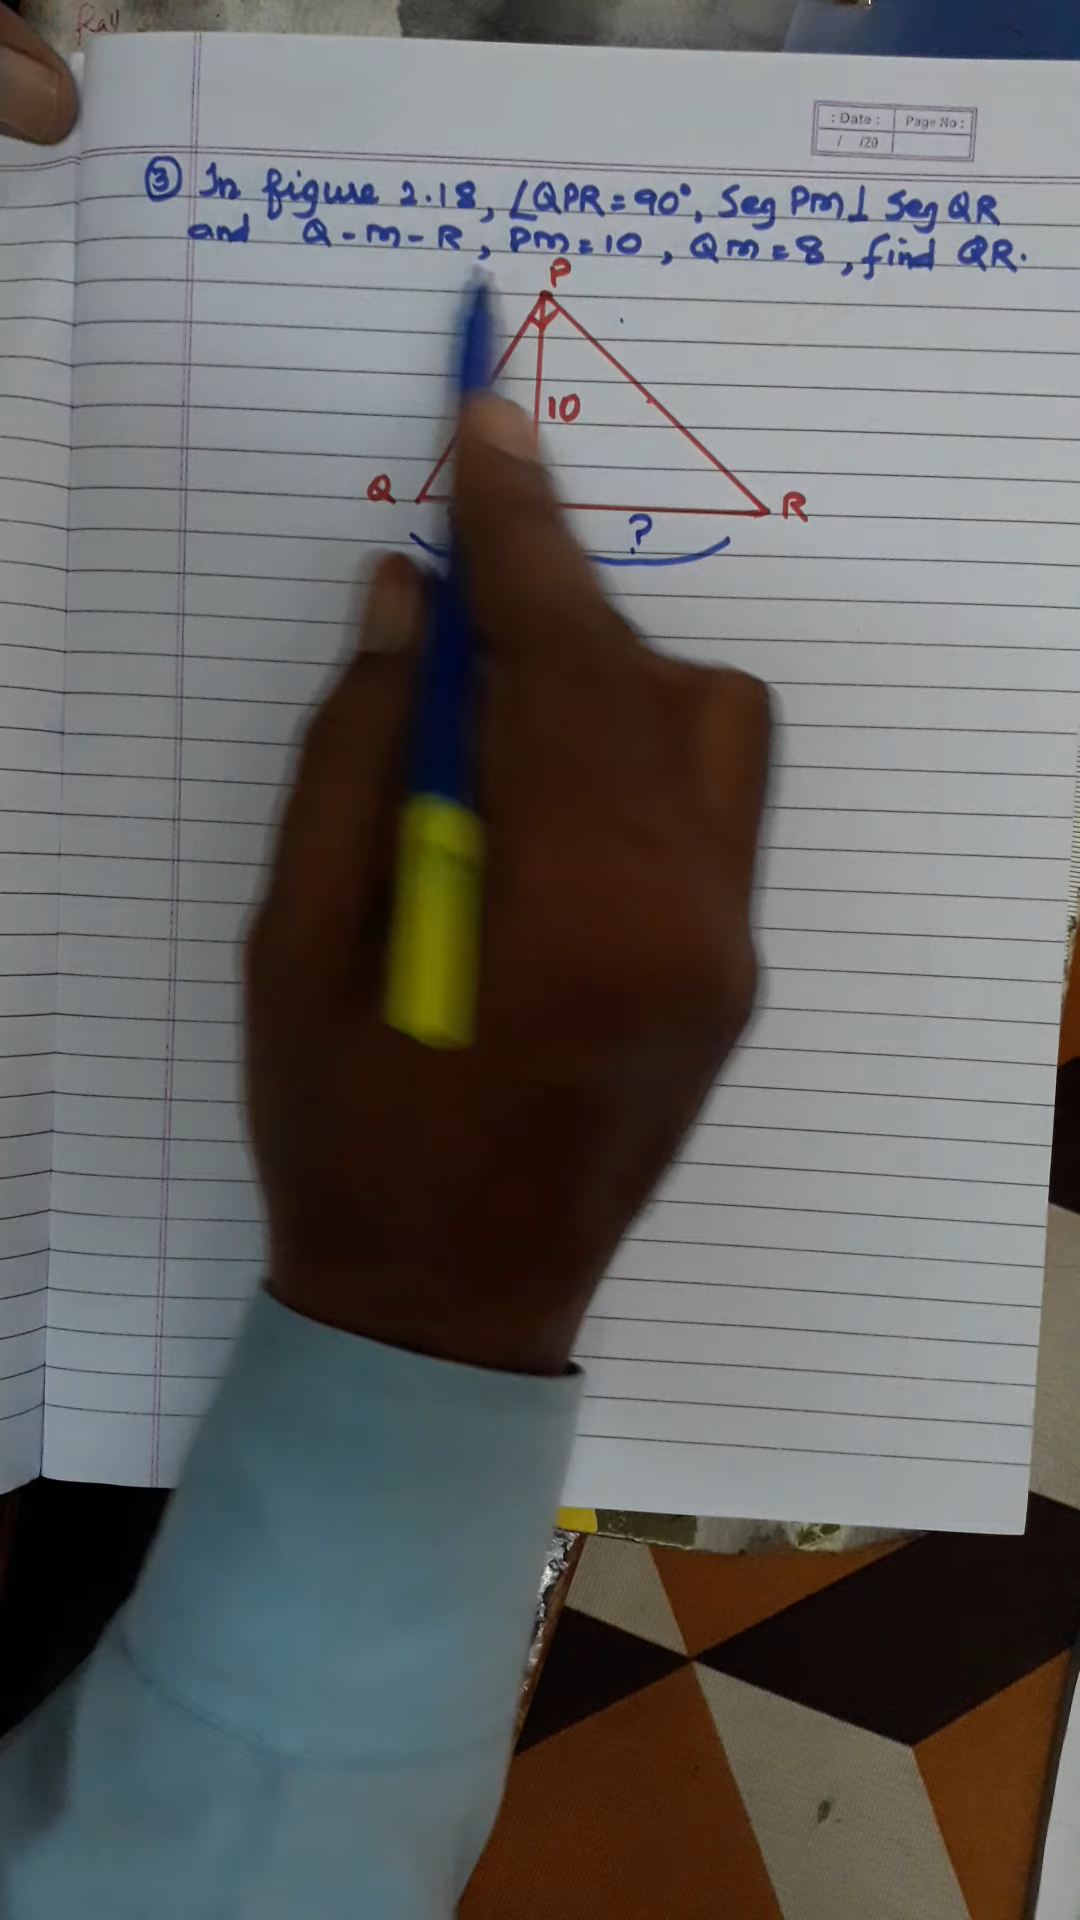 Ray
: Date :
Page No :
/ /20
③ In figure 2.18, ∠QPR=90°, Seg PM⊥ Seg QR
and Q-M-R, PM=10, QM=8, find QR.
P
10
Q
R
?